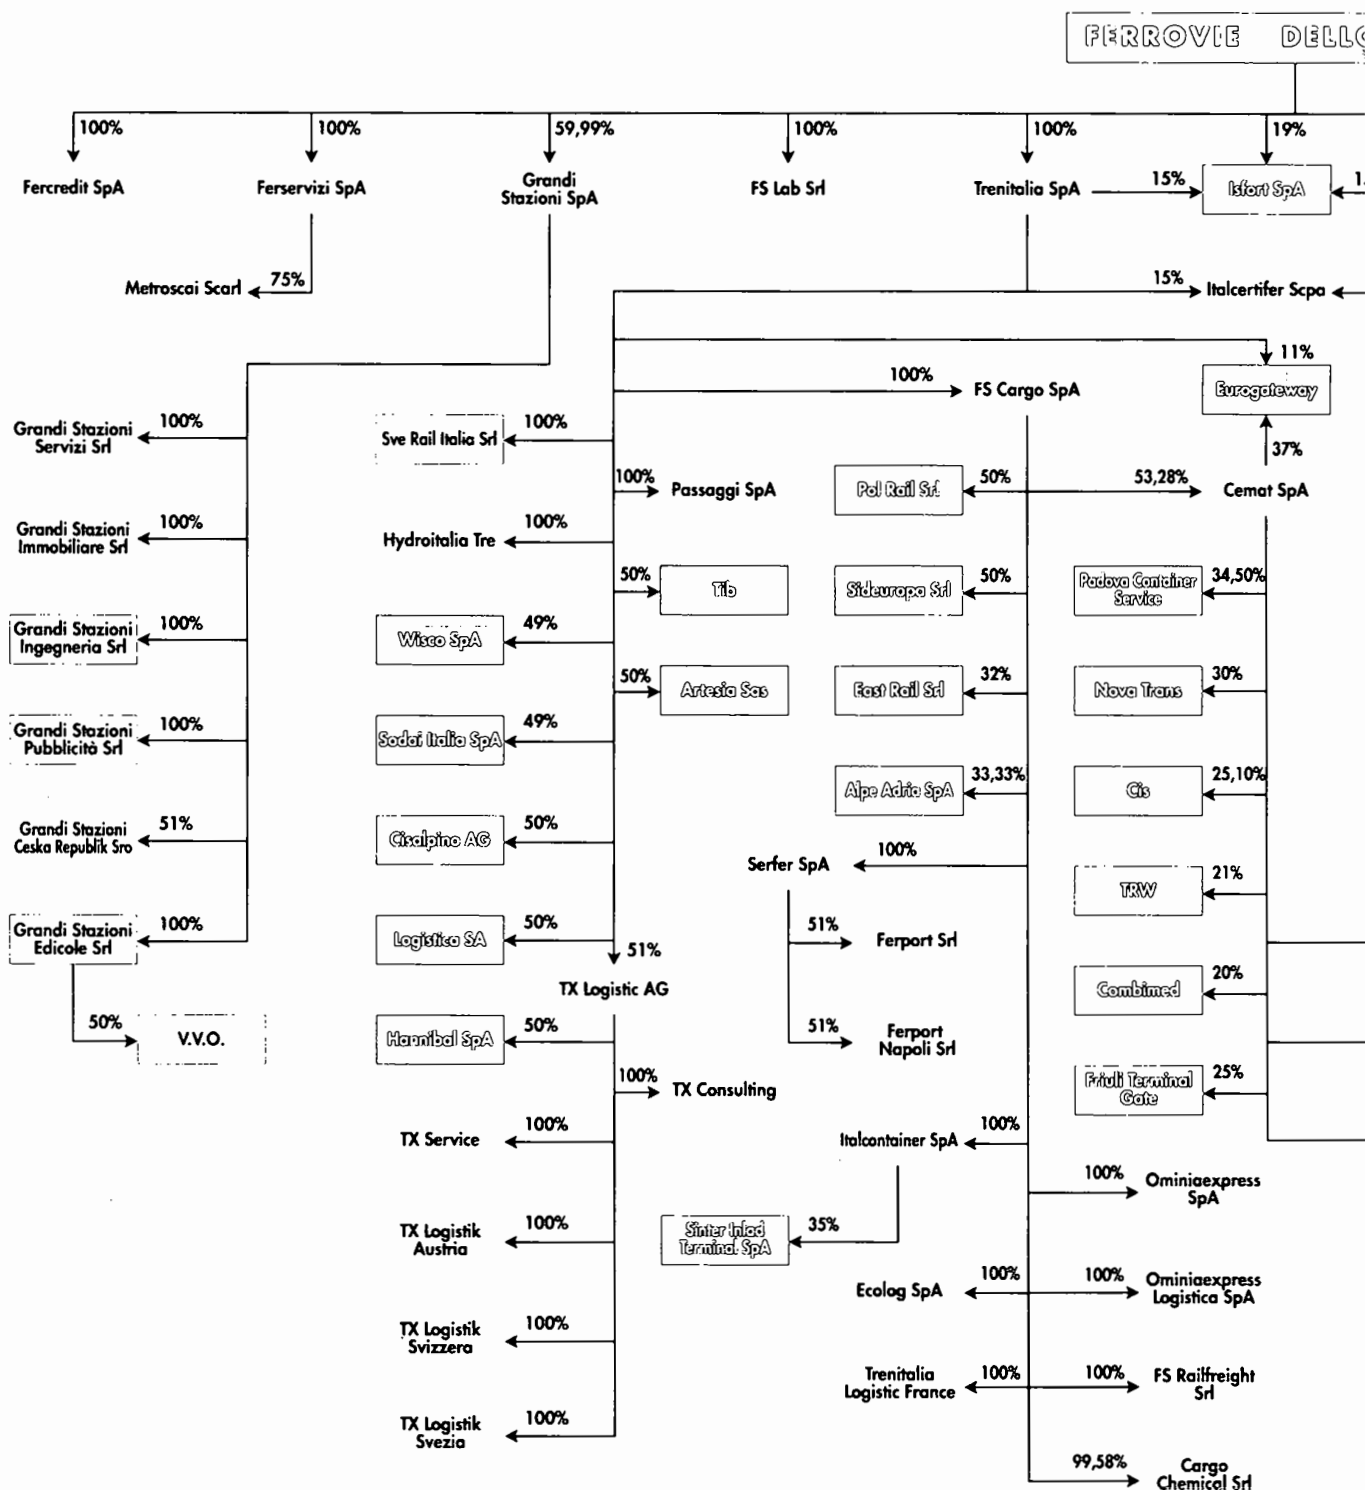 FERROVIE DELLO
100%
100%
59,99%
100%
100%
19%
Fercredit SpA
Ferservizi SpA
Grandi
Stazioni SpA
FS Lab Srl
Trenitalia SpA
15%
Isfort SpA
Metroscai Scarl
75%
15%
Italcertifer Scpa
11%
Eurogateway
100%
FS Cargo SpA
Grandi Stazioni
Servizi Srl
100%
Sve Rail Italia Srl
100%
37%
100%
Passaggi SpA
Pol Rail Srl
50%
53,28%
Cemat SpA
Grandi Stazioni
Immobiliare Srl
100%
Hydroitalia Tre
100%
50%
Tib
Sideuropa Srl
50%
Padova Container
Service
34,50%
Grandi Stazioni
Ingegneria Srl
100%
Wisco SpA
49%
50%
Artesia Sas
East Rail Srl
32%
Nova Trans
30%
Grandi Stazioni
Pubblicità Srl
100%
Sodai Italia SpA
49%
Alpe Adria SpA
33,33%
Cis
25,10%
Grandi Stazioni
Ceska Republik Sro
51%
Cisalpino AG
50%
Serfer SpA
100%
TRW
21%
Grandi Stazioni
Edicole Srl
100%
Logistica SA
50%
51%
TX Logistic AG
51%
Ferport Srl
Combimed
20%
50%
V.V.O.
Hannibal SpA
50%
51%
Ferport
Napoli Srl
100%
TX Consulting
Friuli Terminal
Gate
25%
TX Service
100%
Italcontainer SpA
100%
100%
Ominiaexpress
SpA
TX Logistik
Austria
100%
Sinter Inlad
Terminal SpA
35%
Ecolog SpA
100%
100%
Ominiaexpress
Logistica SpA
TX Logistik
Svizzera
100%
Trenitalia
Logistic France
100%
100%
FS Railfreight
Srl
TX Logistik
Svezia
100%
99,58%
Cargo
Chemical Srl